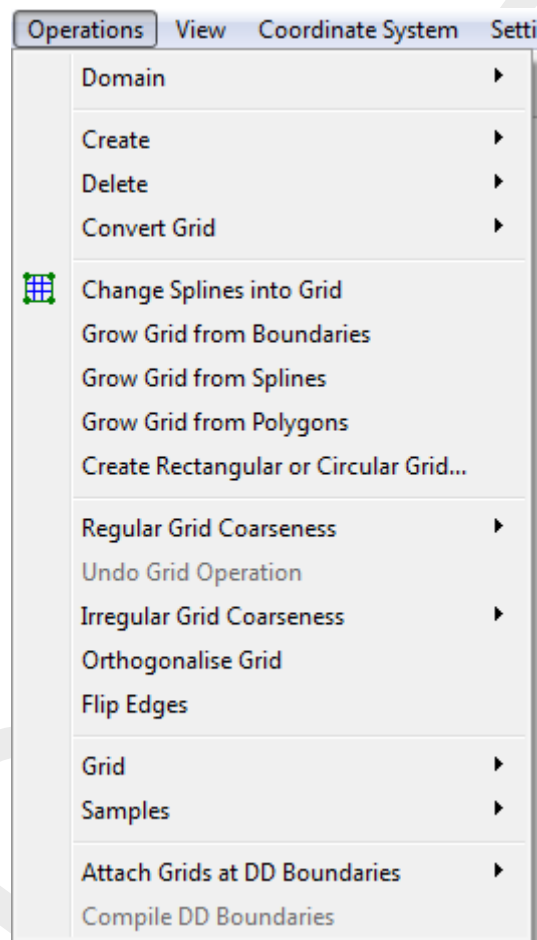 Operations View Coordinate System Setti
Domain
Create
Delete
Convert Grid
Change Splines into Grid
Grow Grid from Boundaries
Grow Grid from Splines
Grow Grid from Polygons
Create Rectangular or Circular Grid...
Regular Grid Coarseness
Undo Grid Operation
Irregular Grid Coarseness
Orthogonalise Grid
Flip Edges
Grid
Samples
Attach Grids at DD Boundaries
Compile DD Boundaries